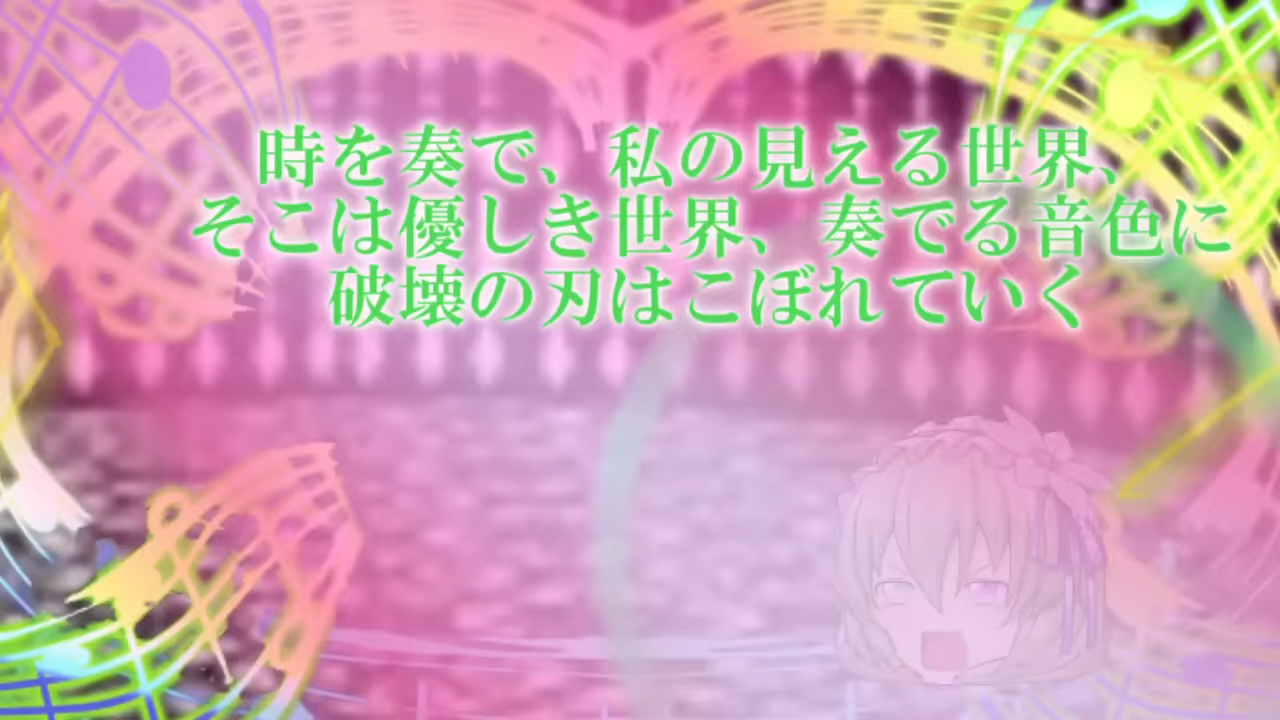 時を奏で、私の見える世界、
そこは優しき世界、奏でる音色に
破壊の刃はこぼれていく